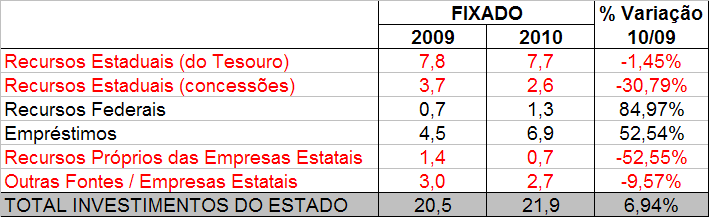 FIXADO % Variação
2009 2010 10/09
Recursos Estaduais (do Tesouro) 7,8 7,7 -1,45%
Recursos Estaduais (concessões) 3,7 2,6 -30,79%
Recursos Federais 0,7 1,3 84,97%
Empréstimos 4,5 6,9 52,54%
Recursos Próprios das Empresas Estatais 1,4 0,7 -52,55%
Outras Fontes / Empresas Estatais 3,0 2,7 -9,57%
TOTAL INVESTIMENTOS DO ESTADO 20,5 21,9 6,94%